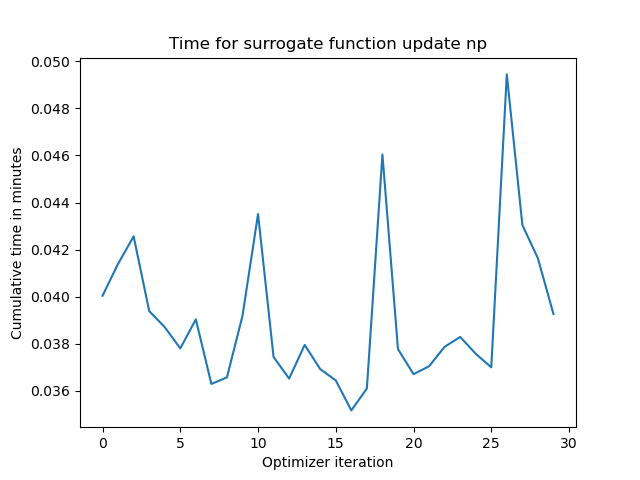 Time for surrogate function update np
Cumulative time in minutes
0.050
0.048
0.046
0.044
0.042
0.040
0.038
0.036
0 5 10 15 20 25 30
Optimizer iteration